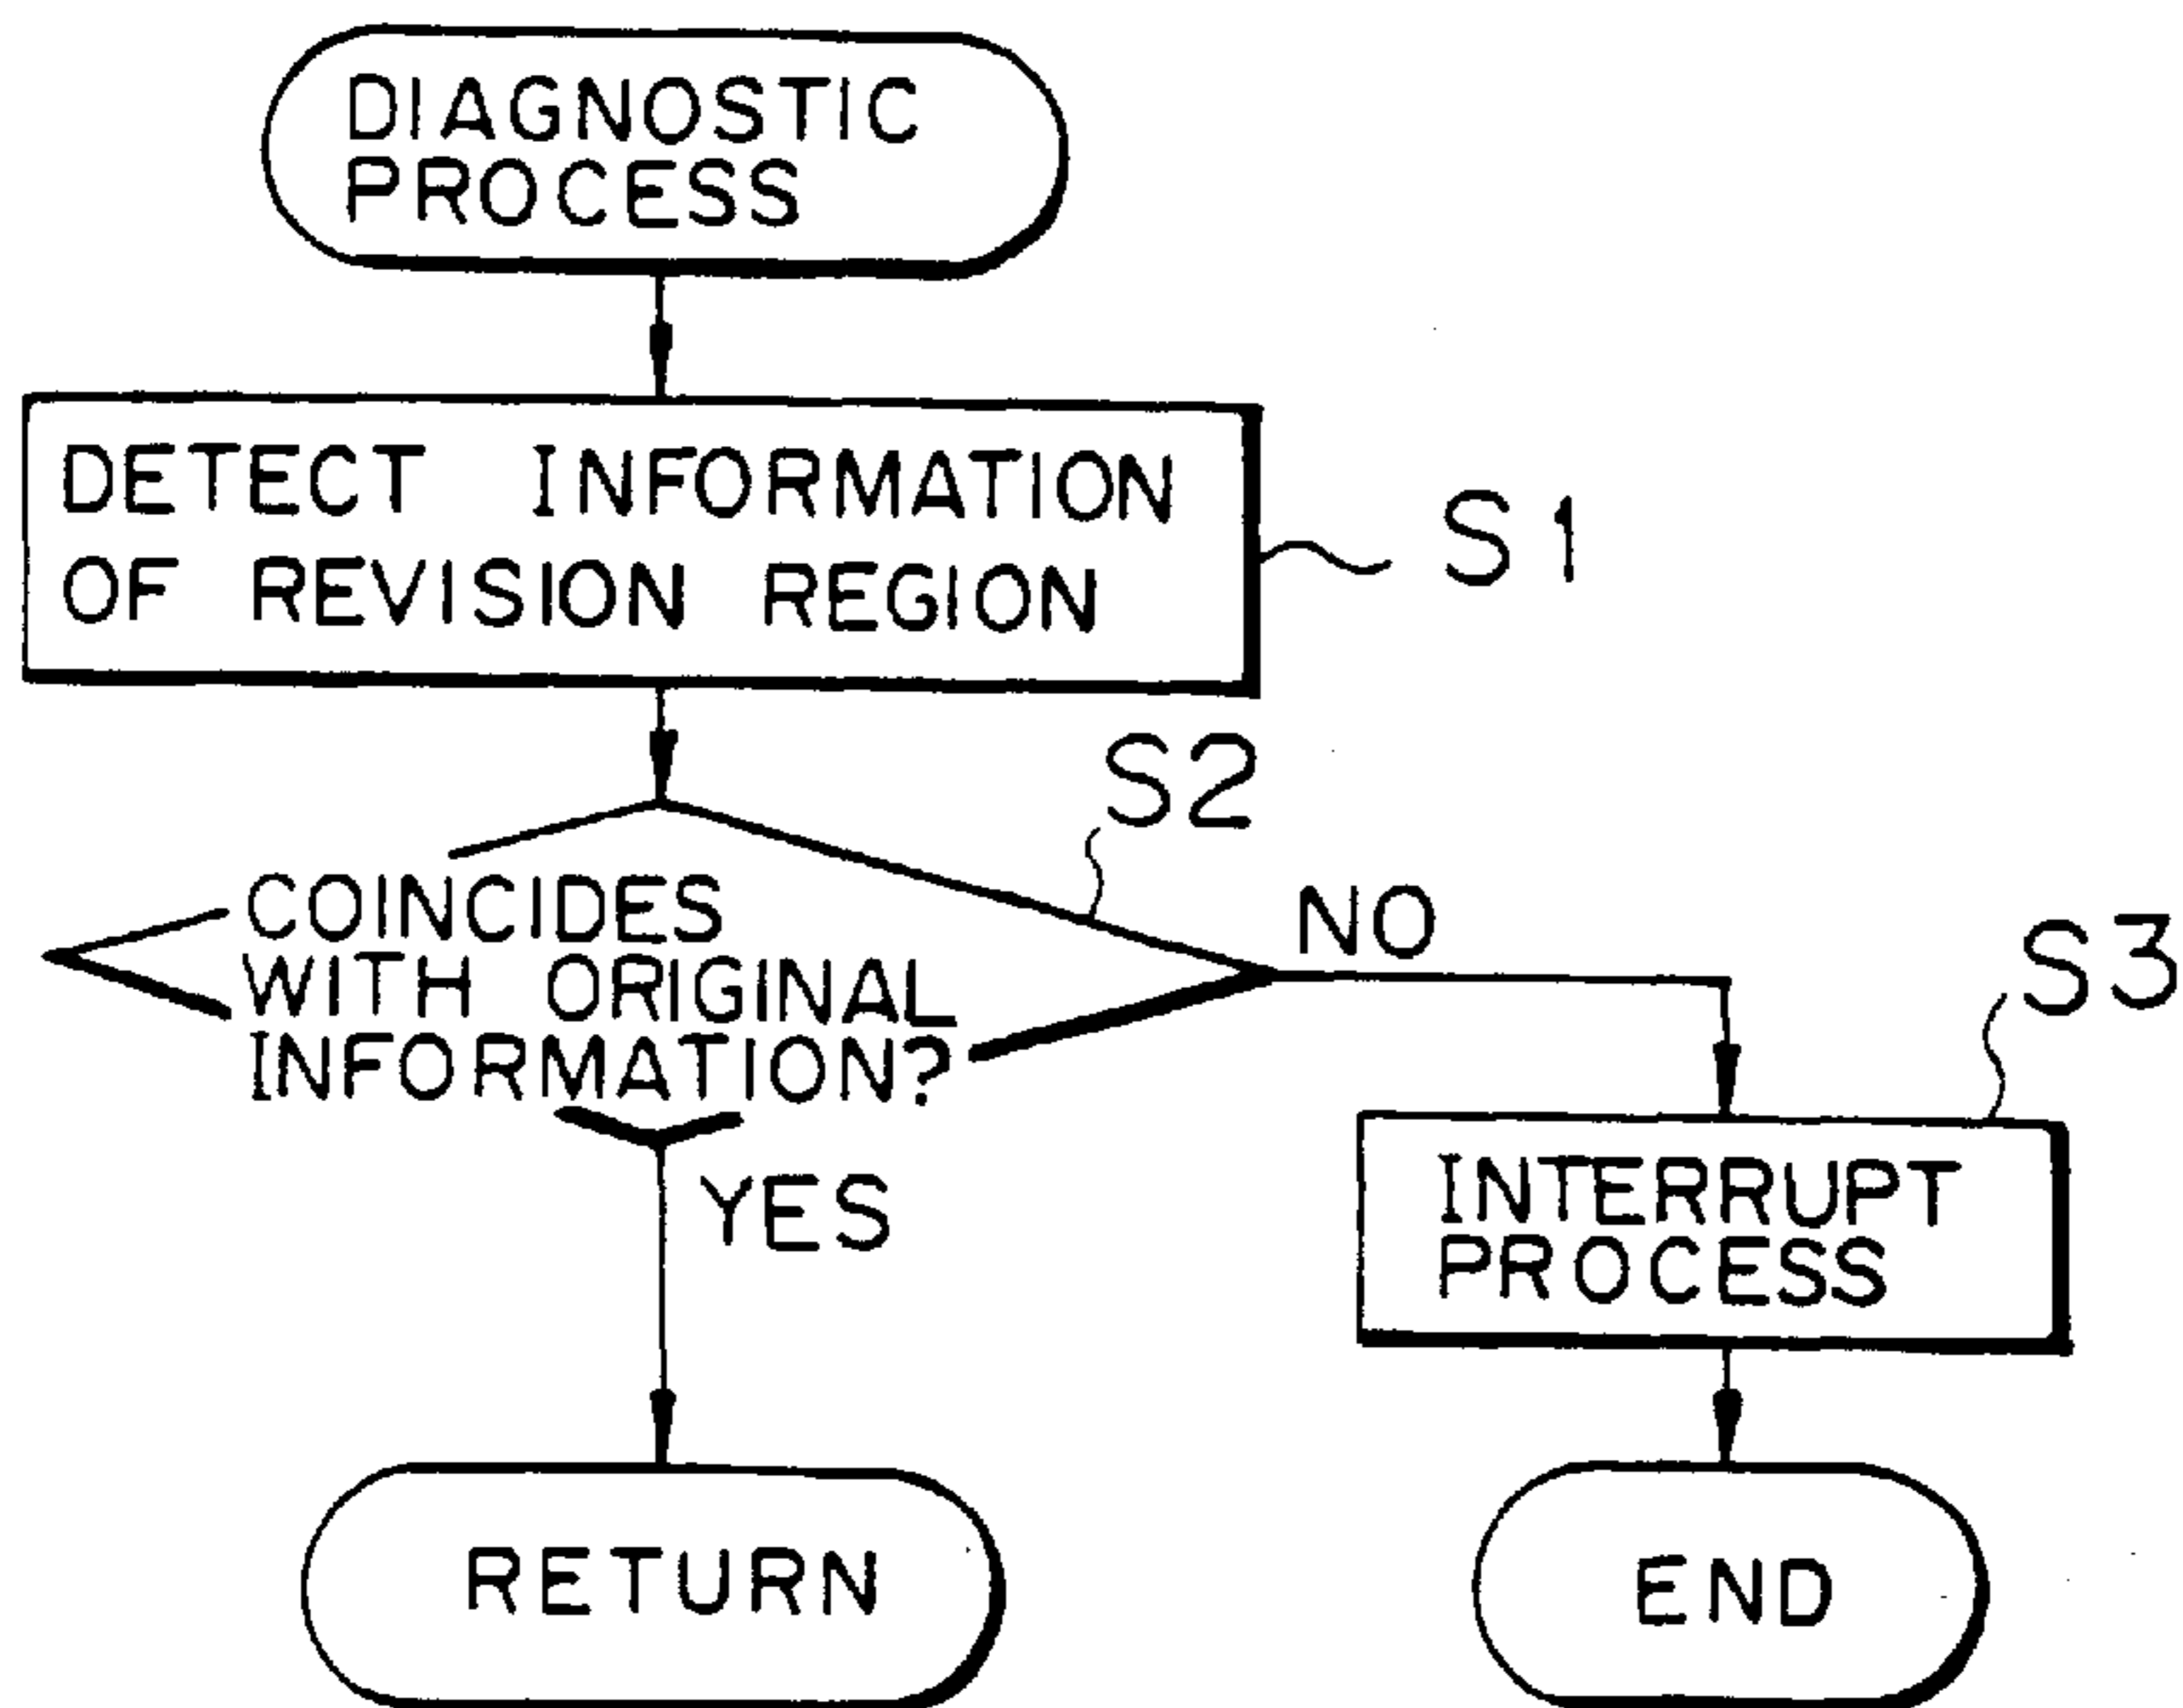 DIAGNOSTIC
PROCESS
DETECT INFORMATION
OF REVISION REGION
S1
S2
COINCIDES
WITH ORIGINAL
INFORMATION?
NO
YES
S3
INTERRUPT
PROCESS
RETURN
END